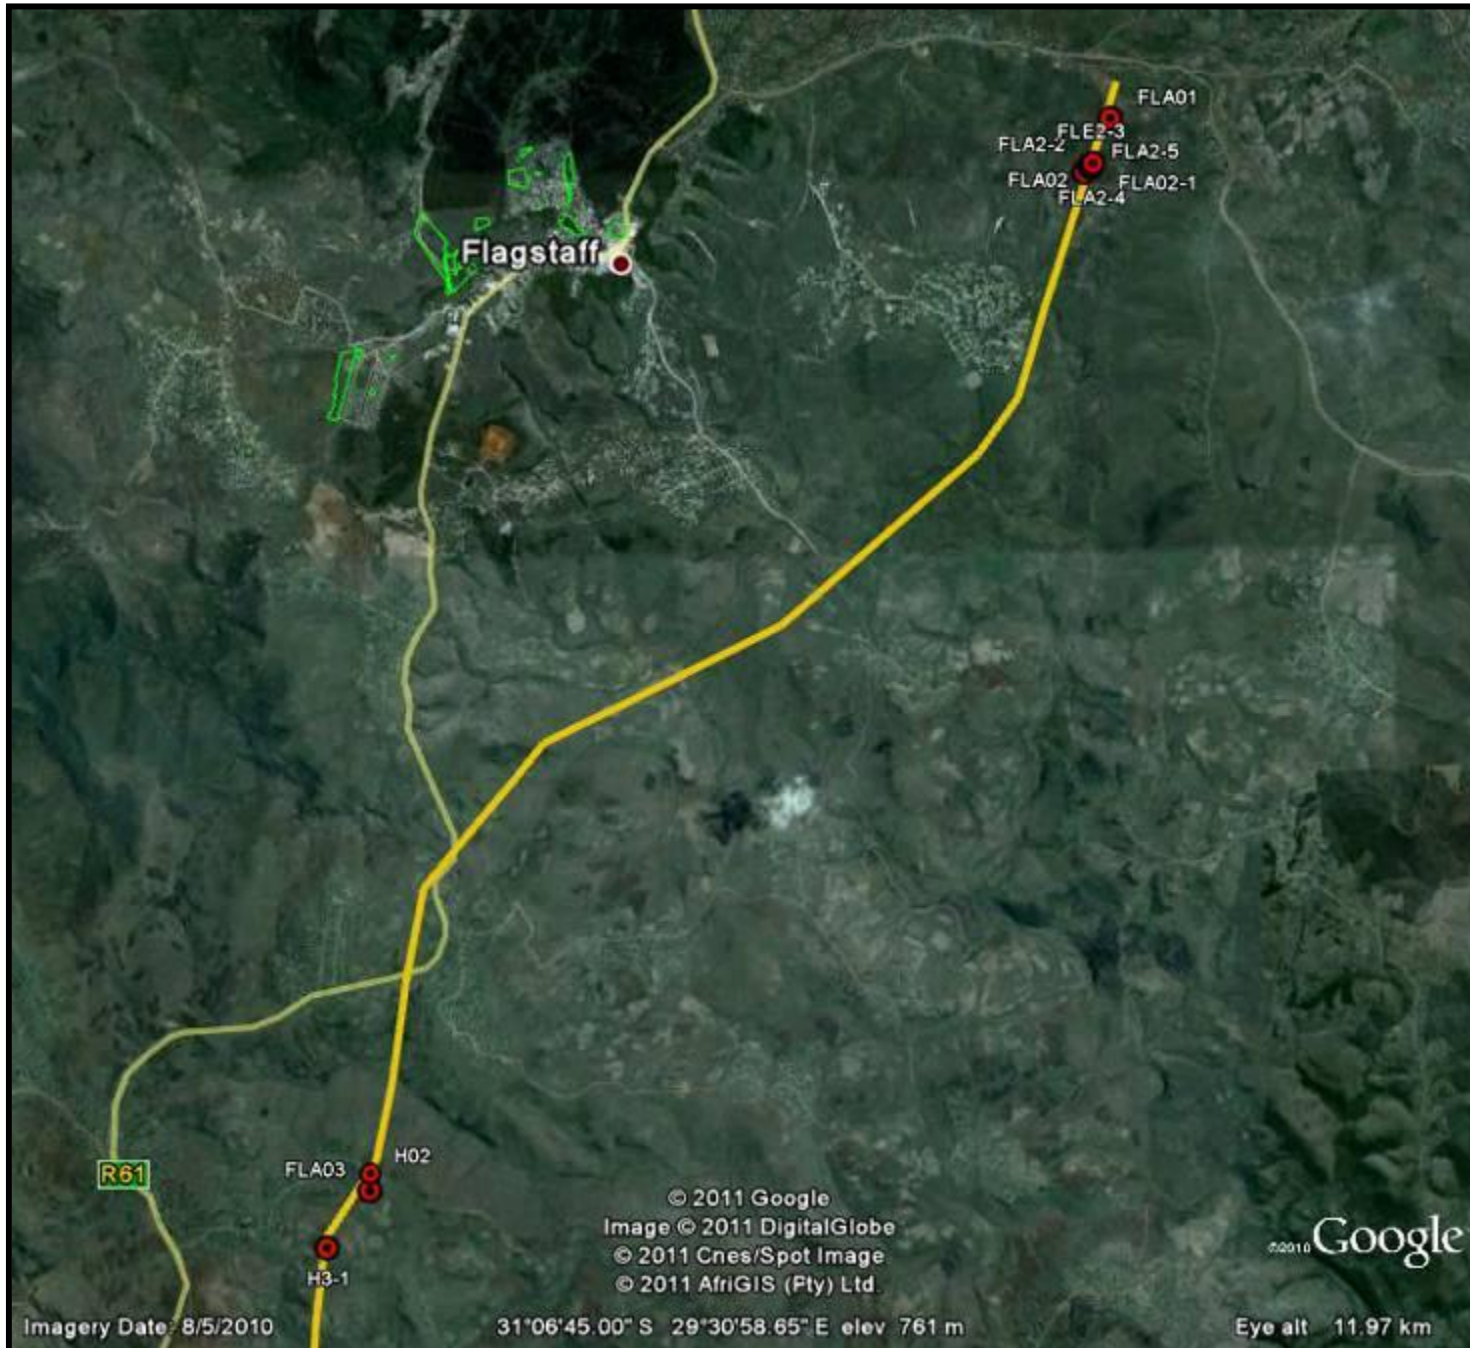 FLA01
FLE2-3
FLA2-2
FLA2-5
FLA02
FLA02-1
FLA2-4
Flagstaff
FLA03
H02
R61
H3-1
© 2011 Google
Image © 2011 DigitalGlobe
© 2011 Cnes/Spot Image
© 2011 AfriGIS (Pty) Ltd
©2010 Google
Imagery Date: 8/5/2010
31°06'45.00" S 29°30'58.65" E elev 761 m
Eye alt 11.97 km